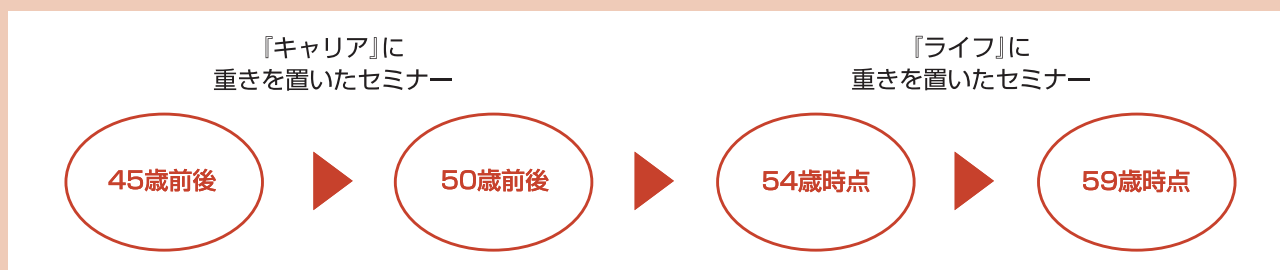 『キャリア』に
重きを置いたセミナー
『ライフ』に
重きを置いたセミナー
45歳前後
50歳前後
54歳時点
59歳時点